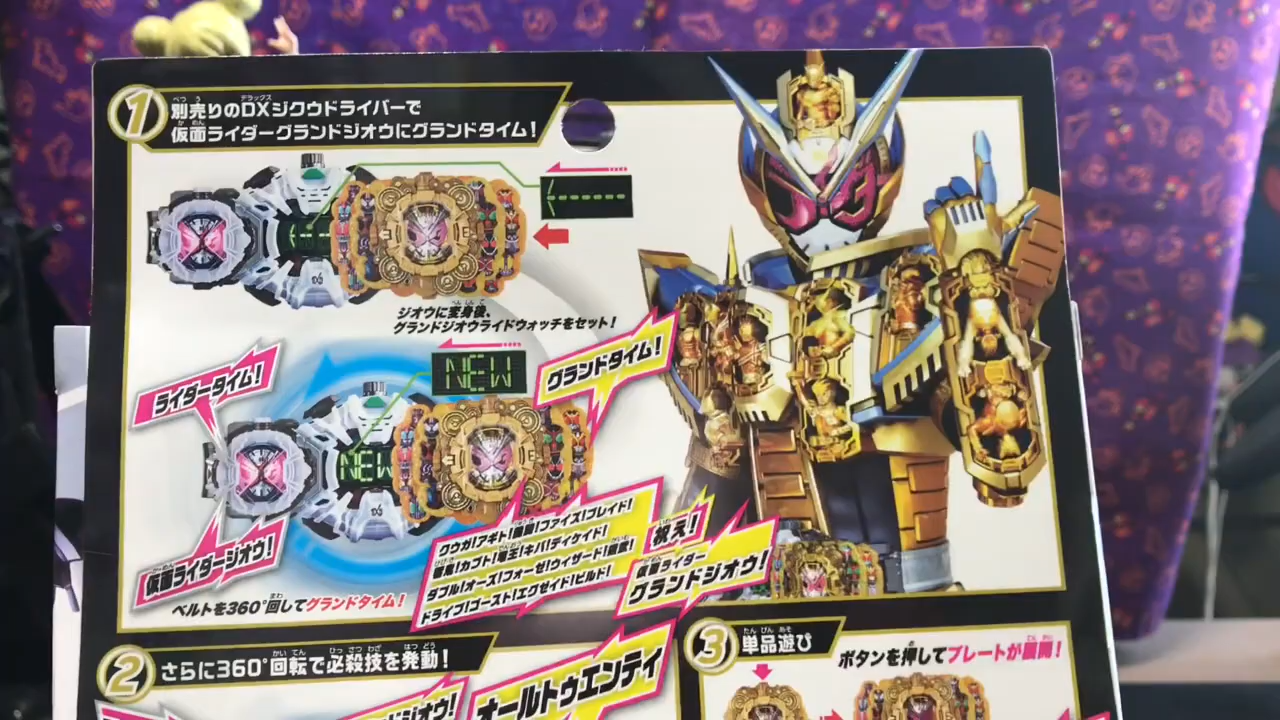 1
別売りのDXジクウドライバーで
仮面ライダーグランドジオウにグランドタイム!
ジオウに変身後、
グランドジオウライドウォッチをセット!
NEW
グランドタイム!
ライダータイム!
NEW
仮面ライダージオウ!
クウガ!アギト!龍騎!ファイズ!ブレイド!
響鬼!カブト!電王!キバ!ディケイド!
ダブル!オーズ!フォーゼ!ウィザード!鎧武!
ドライブ!ゴースト!エグゼイド!ビルド!
祝え!
仮面ライダー
グランドジオウ!
ベルトを360°回してグランドタイム!
2
さらに360°回転で必殺技を発動!
オールトゥエンティ
ジオウ!
3
単品遊び
ボタンを押してプレートが展開!